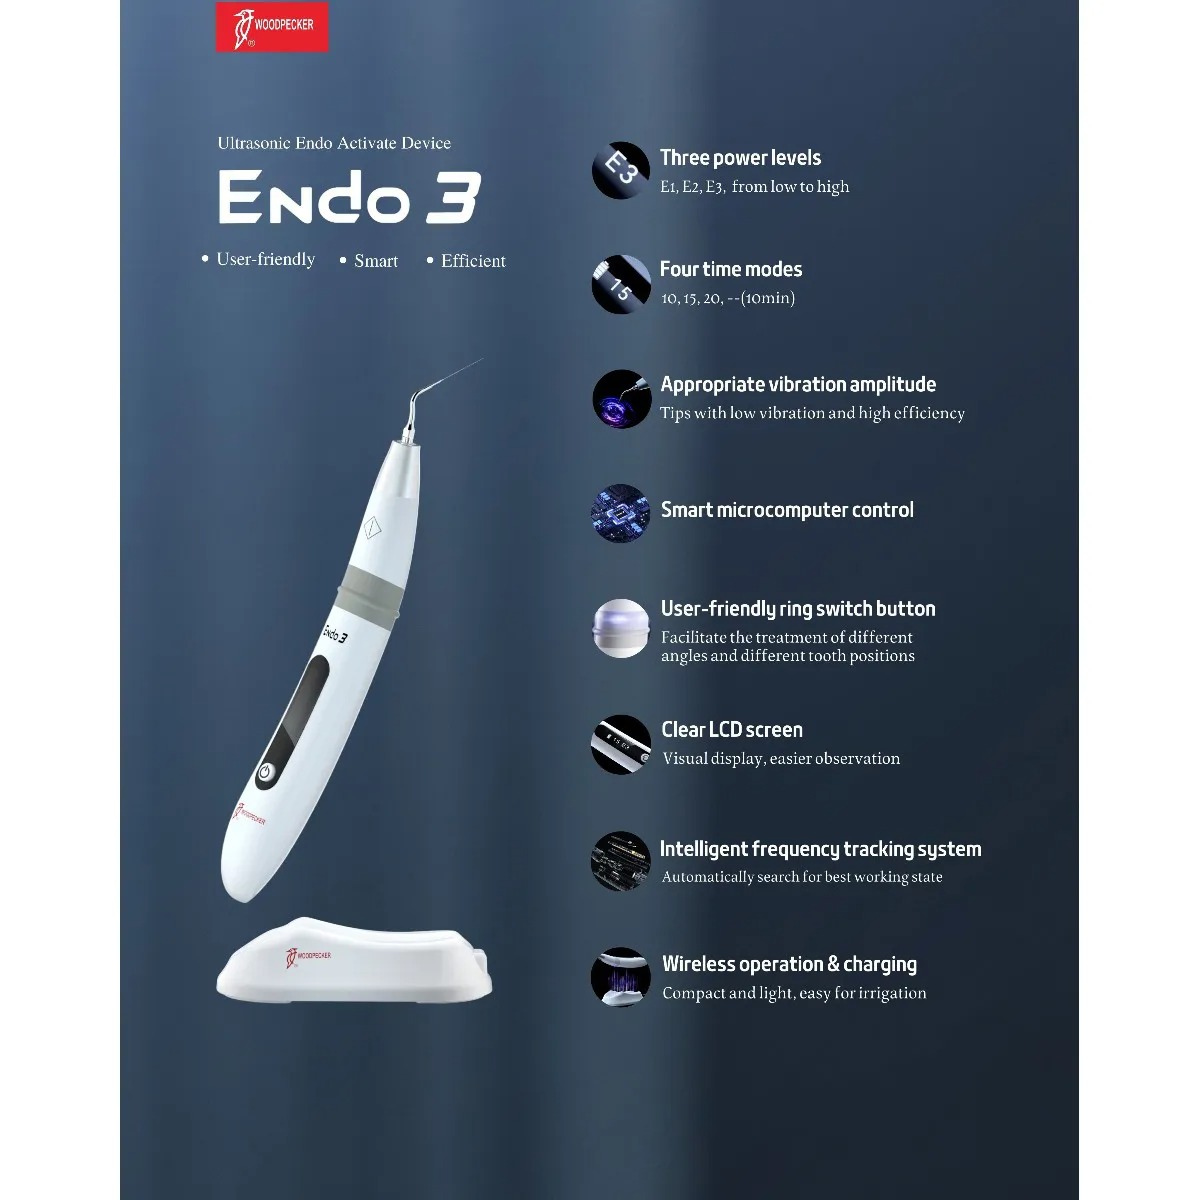 WOODPECKER
®
Ultrasonic Endo Activate Device
Endo 3
• User-friendly • Smart • Efficient
Endo 3
WOODPECKER
WOODPECKER
E3
Three power levels
E1, E2, E3, from low to high
15
Four time modes
10, 15, 20, --(10min)
Appropriate vibration amplitude
Tips with low vibration and high efficiency
Smart microcomputer control
User-friendly ring switch button
Facilitate the treatment of different
angles and different tooth positions
15 E3
Clear LCD screen
Visual display, easier observation
Intelligent frequency tracking system
Automatically search for best working state
Wireless operation & charging
Compact and light, easy for irrigation